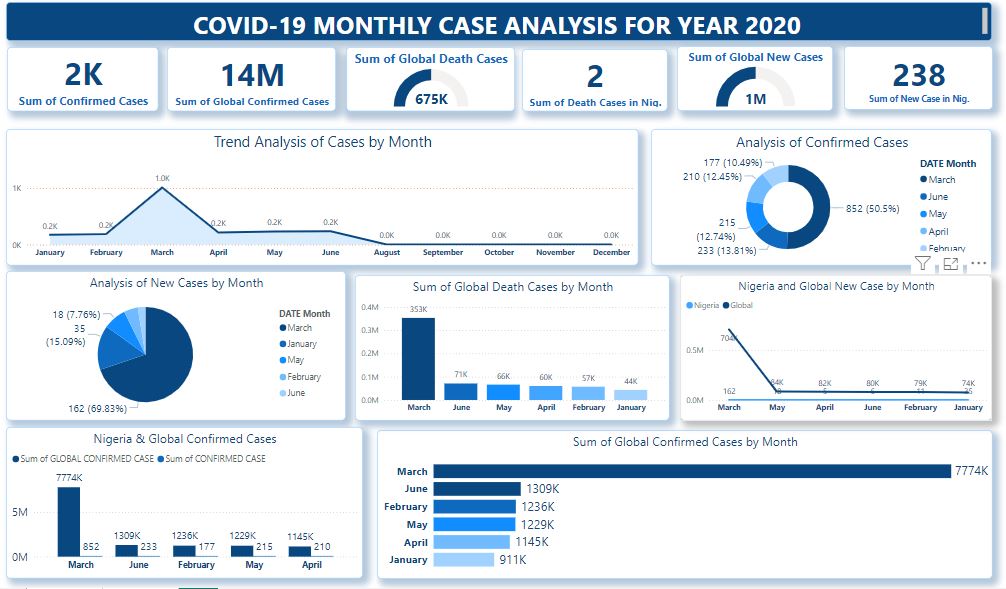 COVID-19 MONTHLY CASE ANALYSIS FOR YEAR 2020
2K
Sum of Confirmed Cases
14M
Sum of Global Confirmed Cases
Sum of Global Death Cases
675K
2
Sum of Death Cases in Nig.
Sum of Global New Cases
1M
238
Sum of New Case in Nig.
Trend Analysis of Cases by Month
1K
0K
0.2K 0.2K 1.0K 0.2K 0.2K 0.2K 0.0K 0.0K 0.0K 0.0K 0.0K
January February March April May June August September October November December
Analysis of Confirmed Cases
177 (10.49%)
210 (12.45%)
215
(12.74%)
233 (13.81%)
852 (50.5%)
DATE Month
March
June
May
April
February
Analysis of New Cases by Month
18 (7.76%)
35
(15.09%)
162 (69.83%)
DATE Month
March
January
May
February
June
Sum of Global Death Cases by Month
0.4M
0.3M
0.2M
0.1M
0.0M
353K 71K 66K 60K 57K 44K
March June May April February January
Nigeria and Global New Case by Month
Nigeria Global
0.5M
0.0M
704K 84K 82K 80K 79K 74K
162
March May April June February January
Nigeria & Global Confirmed Cases
Sum of GLOBAL CONFIRMED CASE Sum of CONFIRMED CASE
5M
0M
7774K 852 1309K 233 1236K 177 1229K 215 1145K 210
March June February May April
Sum of Global Confirmed Cases by Month
March 7774K
June 1309K
February 1236K
May 1229K
April 1145K
January 911K